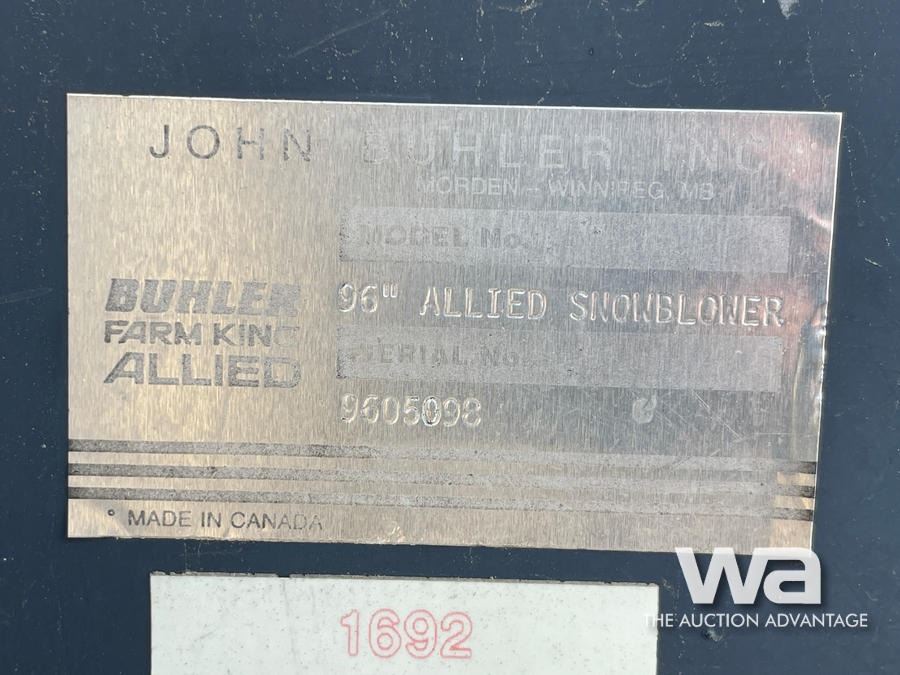 JOHN BUHLER INC
MORDEN - WINNIPEG, MB.
MODEL No.
96" ALLIED SNOWBLOWER
BUHLER
FARM KING
ALLIED
SERIAL No.
9605098
° MADE IN CANADA
wa
THE AUCTION ADVANTAGE
1692